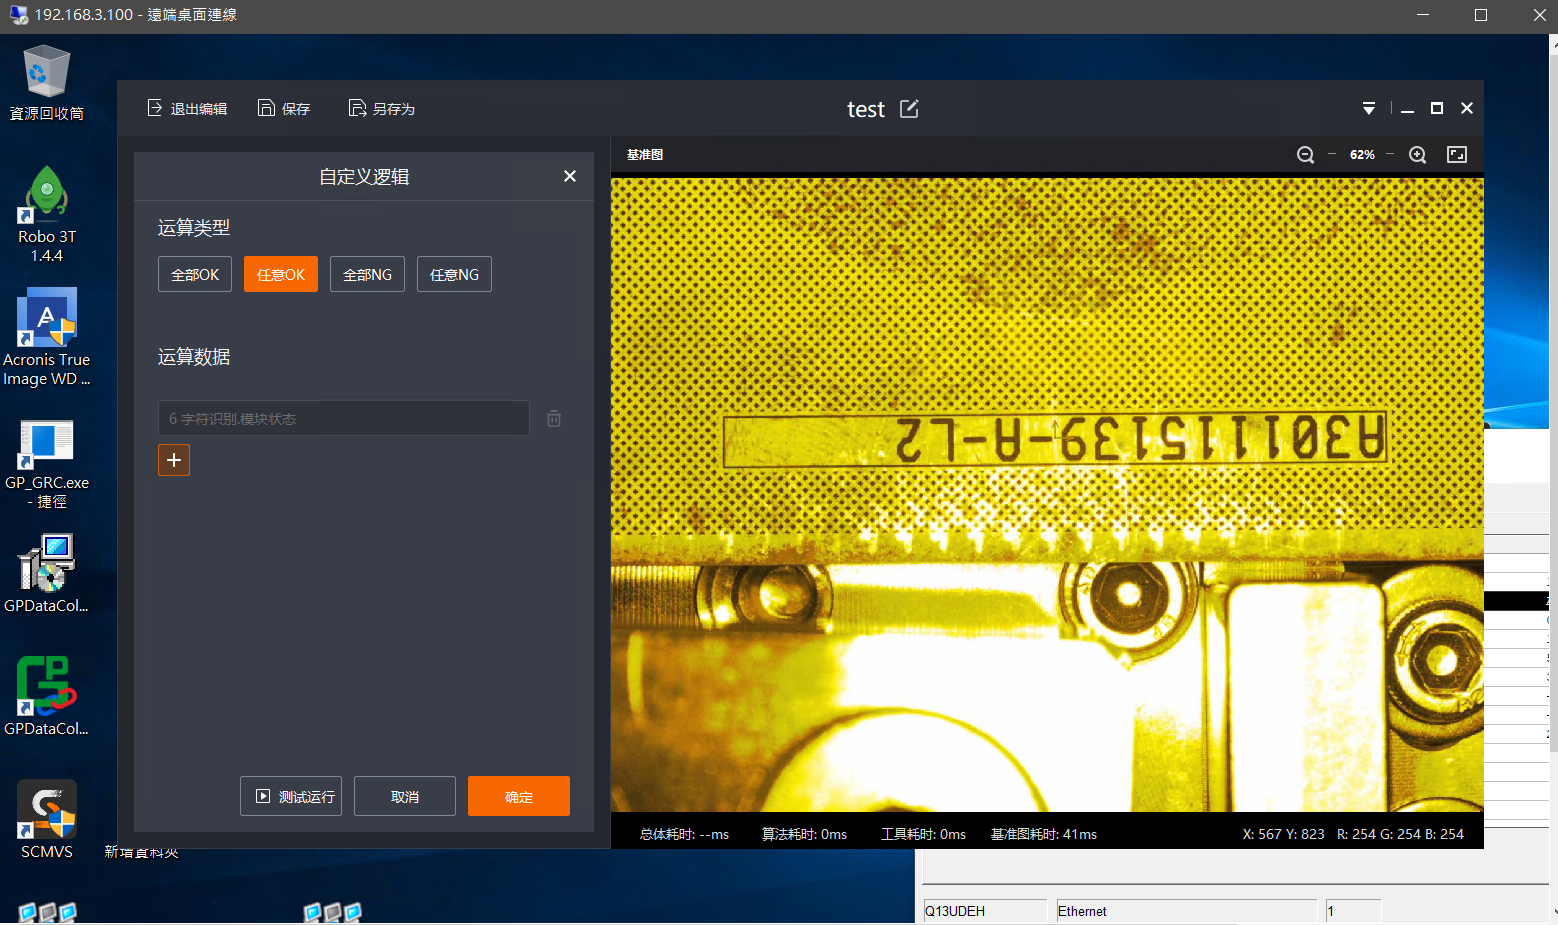 192.168.3.100 - 遠端桌面連線
資源回收筒
Robo 3T
1.4.4
Acronis True
Image WD ...
GP_GRC.exe
- 捷徑
GPDataCol...
GPDataCol...
SCMVS
新增資料夾
退出编辑
保存
另存为
test
自定义逻辑
运算类型
全部OK
任意OK
全部NG
任意NG
运算数据
6 字符识别.模块状态
测试运行
取消
确定
基准图
62%
A3011115139-A-L2
总体耗时: --ms
算法耗时: 0ms
工具耗时: 0ms
基准图耗时: 41ms
X: 567 Y: 823
R: 254 G: 254 B: 254
Q13UDEH
Ethernet
1